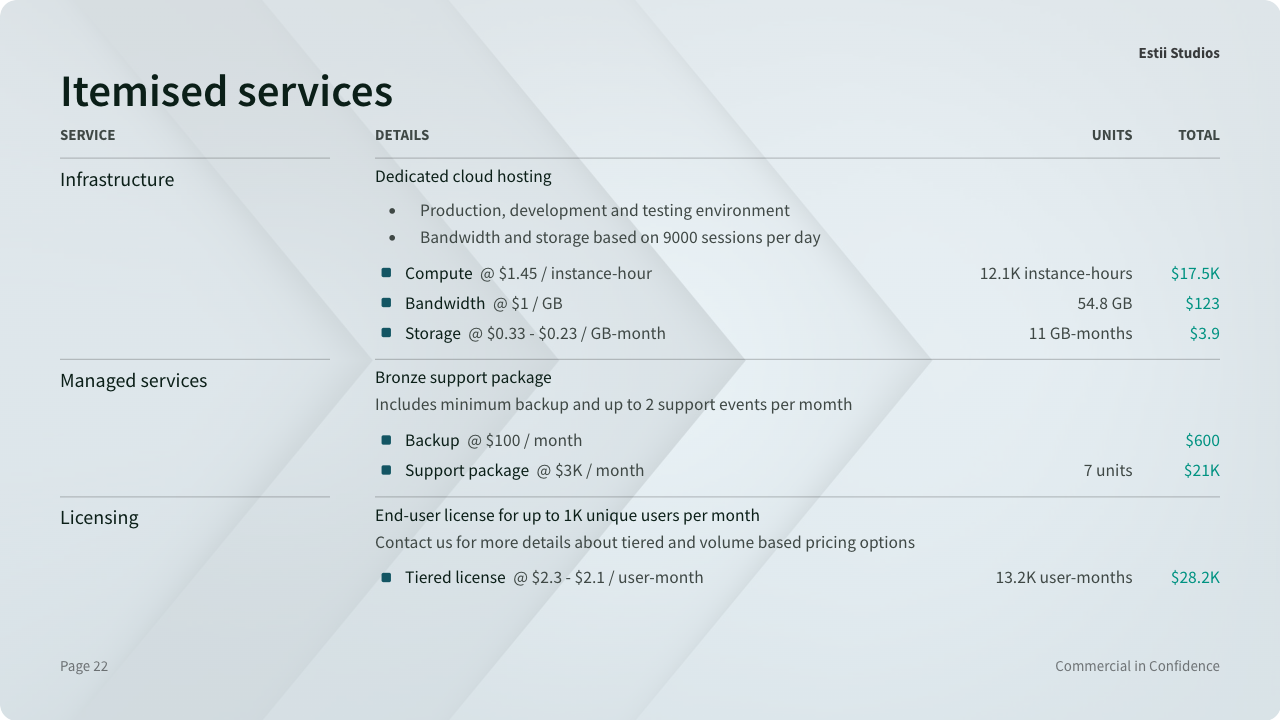 Estii Studios
Itemised services
SERVICE DETAILS UNITS TOTAL
Infrastructure Dedicated cloud hosting
• Production, development and testing environment
• Bandwidth and storage based on 9000 sessions per day
Compute @ $1.45 / instance-hour 12.1K instance-hours $17.5K
Bandwidth @ $1 / GB 54.8 GB $123
Storage @ $0.33 - $0.23 / GB-month 11 GB-months $3.9
Managed services Bronze support package
Includes minimum backup and up to 2 support events per momth
Backup @ $100 / month $600
Support package @ $3K / month 7 units $21K
Licensing End-user license for up to 1K unique users per month
Contact us for more details about tiered and volume based pricing options
Tiered license @ $2.3 - $2.1 / user-month 13.2K user-months $28.2K
Page 22 Commercial in Confidence